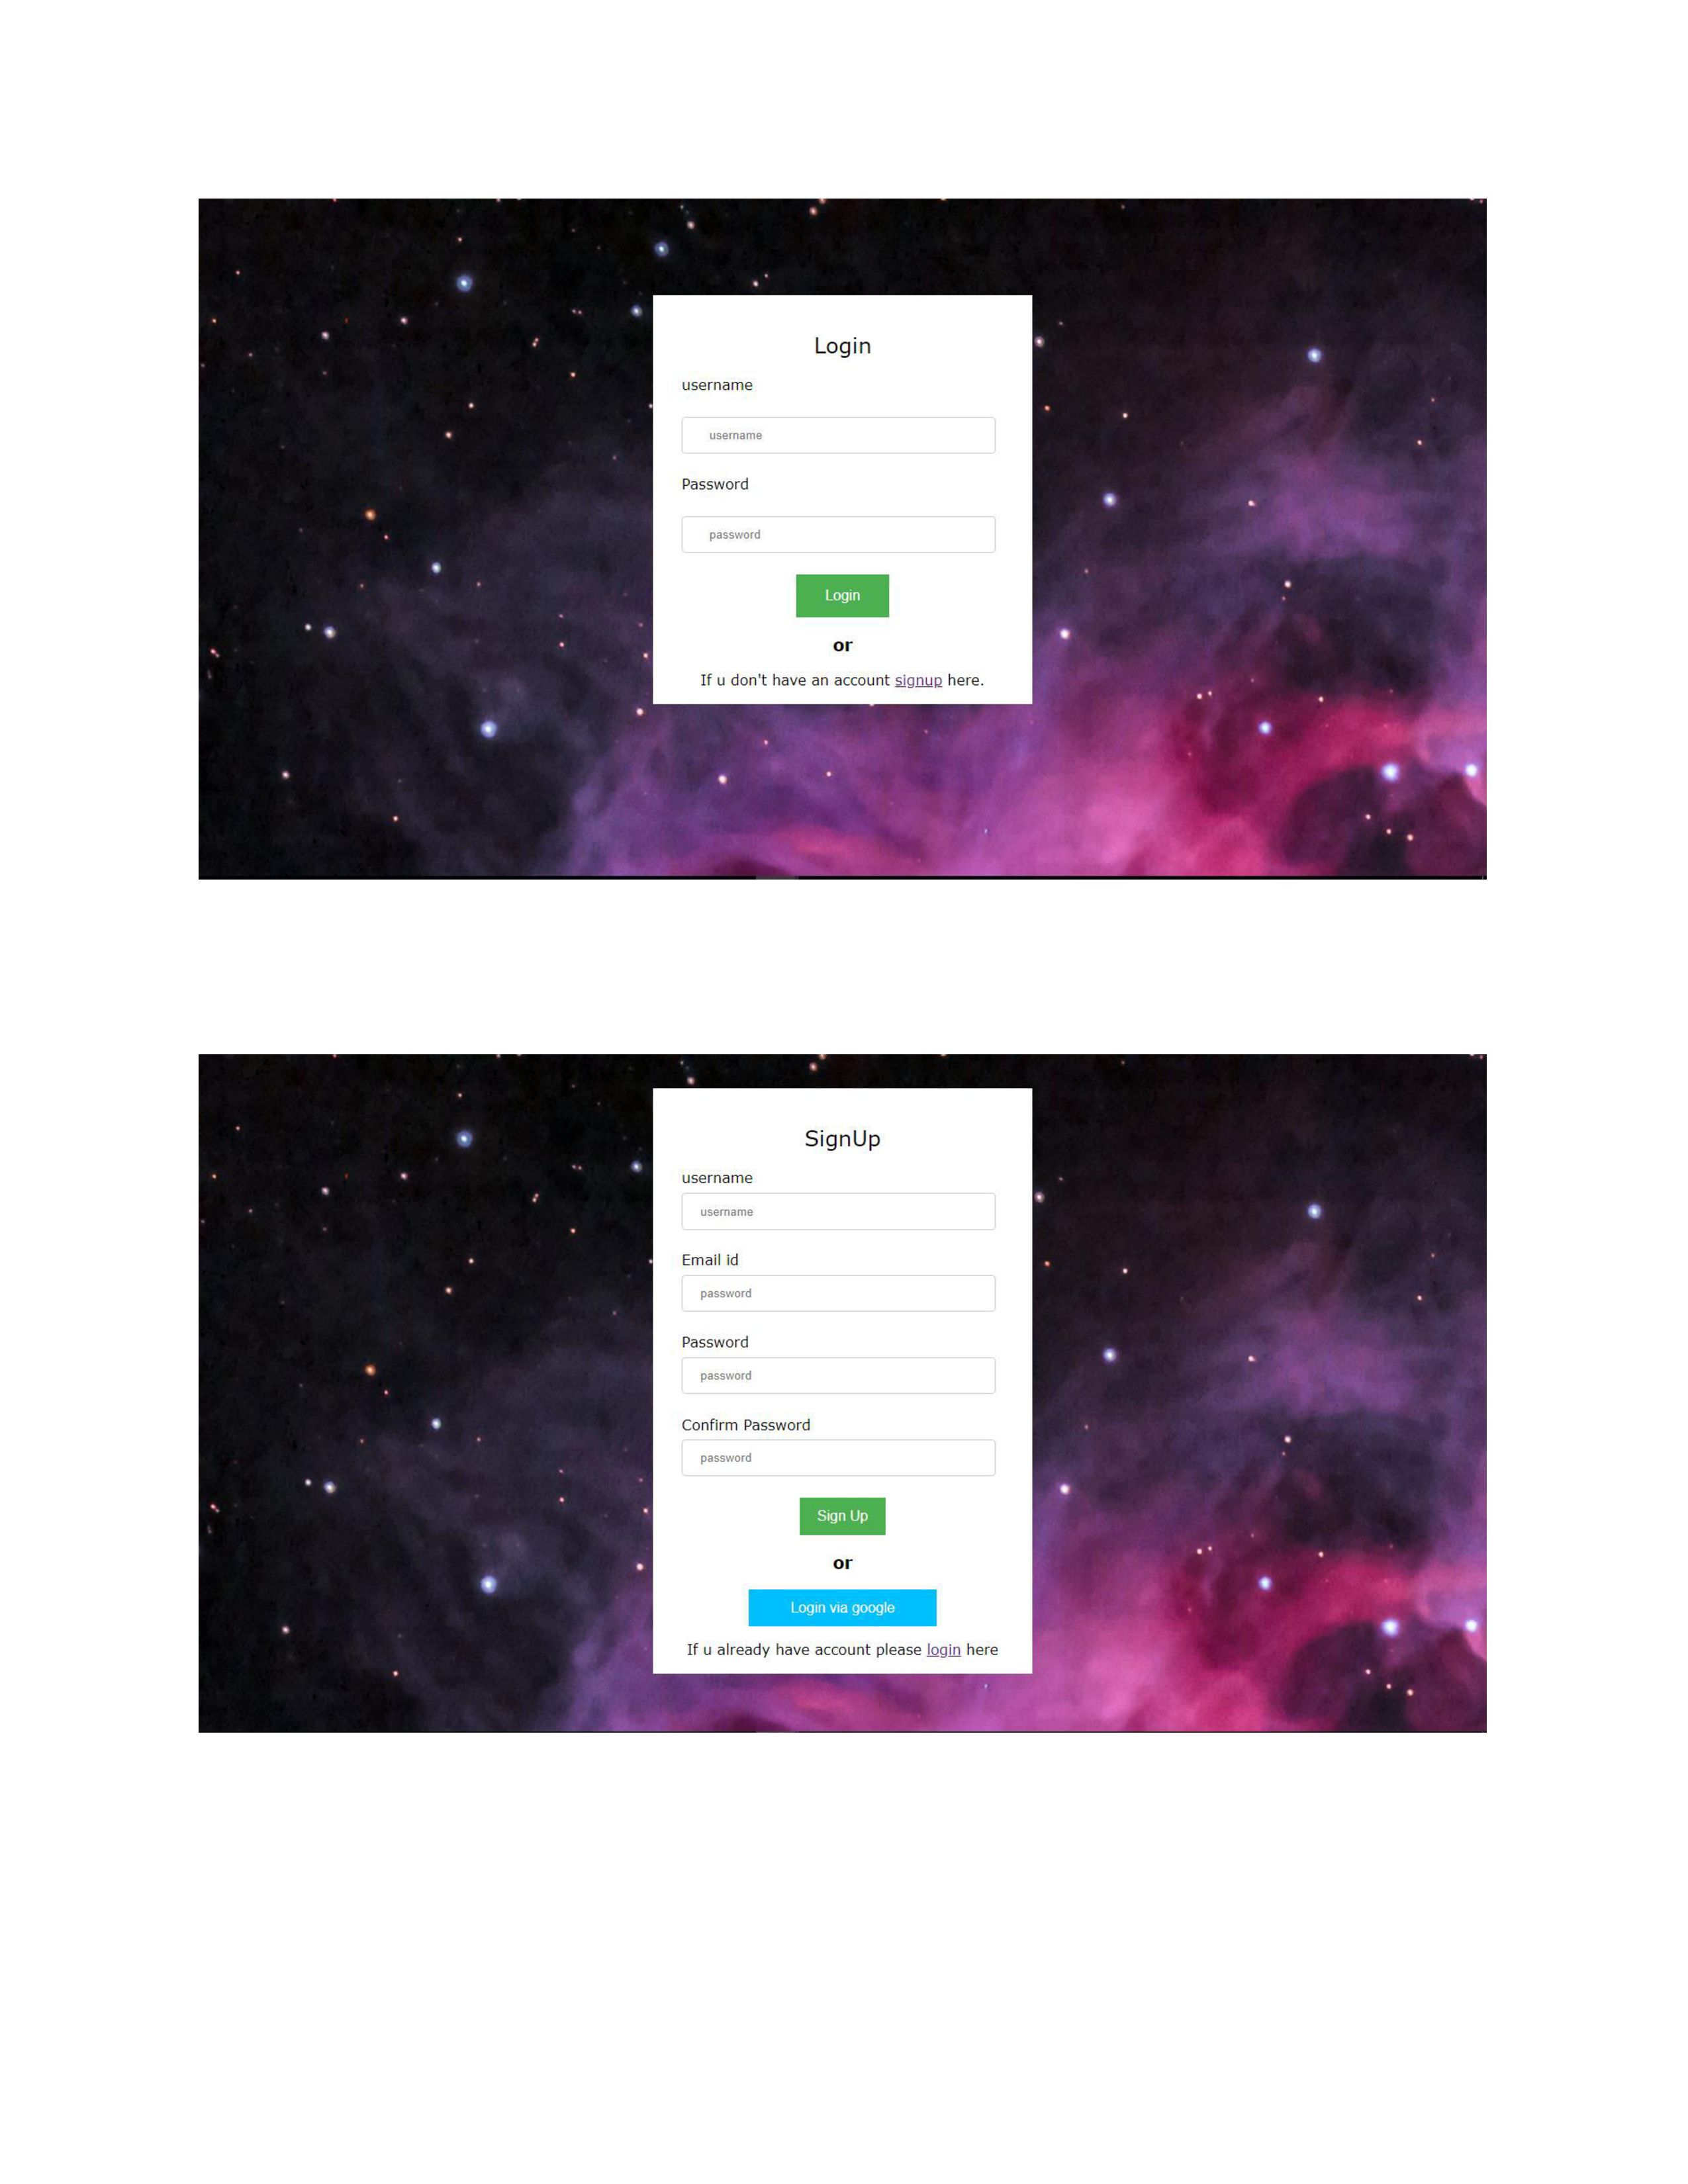 Login
username
username
Password
password
Login
or
If u don't have an account signup here.
SignUp
username
username
Email id
password
Password
password
Confirm Password
password
Sign Up
or
Login via google
If u already have account please login here